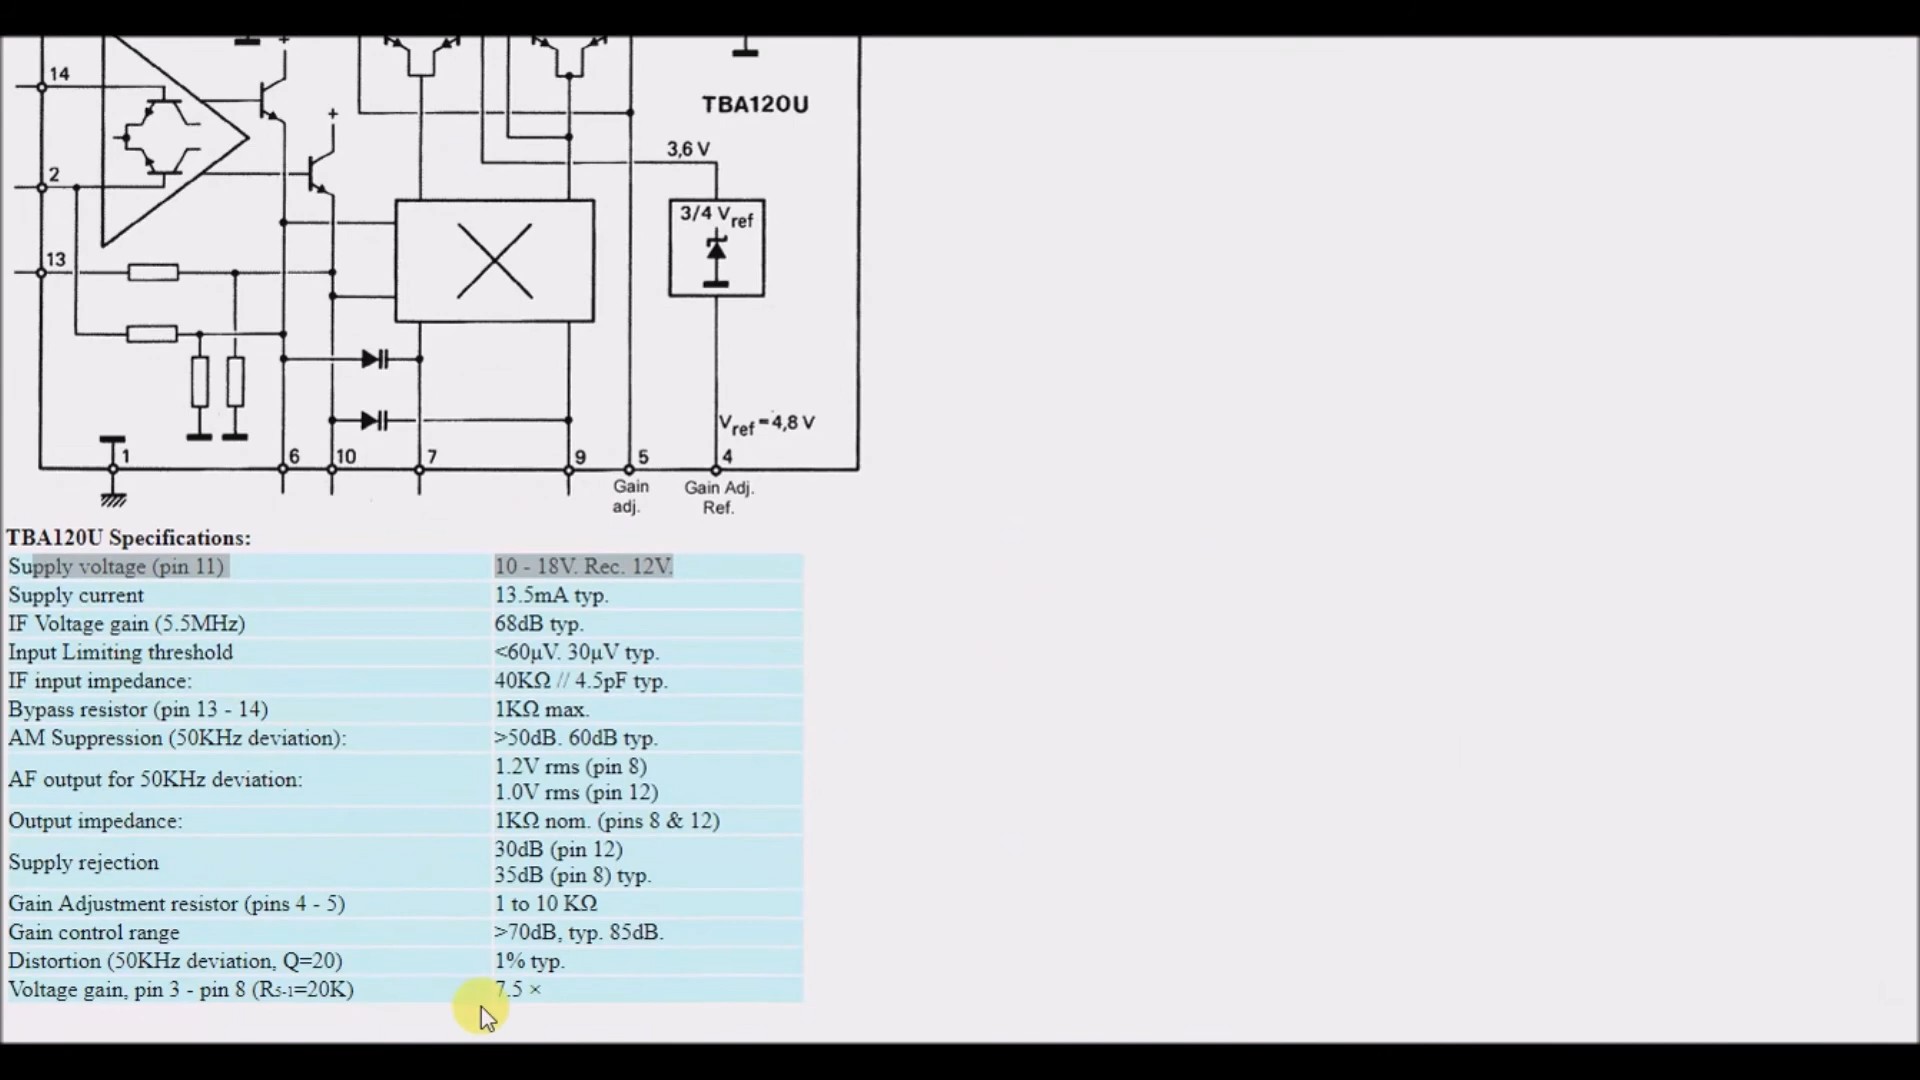 14
TBA120U
3,6 V
2
3/4 Vref
13
Vref=4,8 V
1
6
10
7
9
5
4
Gain
adj.
Gain Adj.
Ref.
TBA120U Specifications:
Supply voltage (pin 11) 10 - 18V. Rec. 12V.
Supply current 13.5mA typ.
IF Voltage gain (5.5MHz) 68dB typ.
Input Limiting threshold <60µV. 30µV typ.
IF input impedance: 40KΩ // 4.5pF typ.
Bypass resistor (pin 13 - 14) 1KΩ max.
AM Suppression (50KHz deviation): >50dB. 60dB typ.
AF output for 50KHz deviation: 1.2V rms (pin 8)
1.0V rms (pin 12)
Output impedance: 1KΩ nom. (pins 8 & 12)
Supply rejection 30dB (pin 12)
35dB (pin 8) typ.
Gain Adjustment resistor (pins 4 - 5) 1 to 10 KΩ
Gain control range >70dB, typ. 85dB.
Distortion (50KHz deviation, Q=20) 1% typ.
Voltage gain, pin 3 - pin 8 (R5-1=20K) 7.5 ×